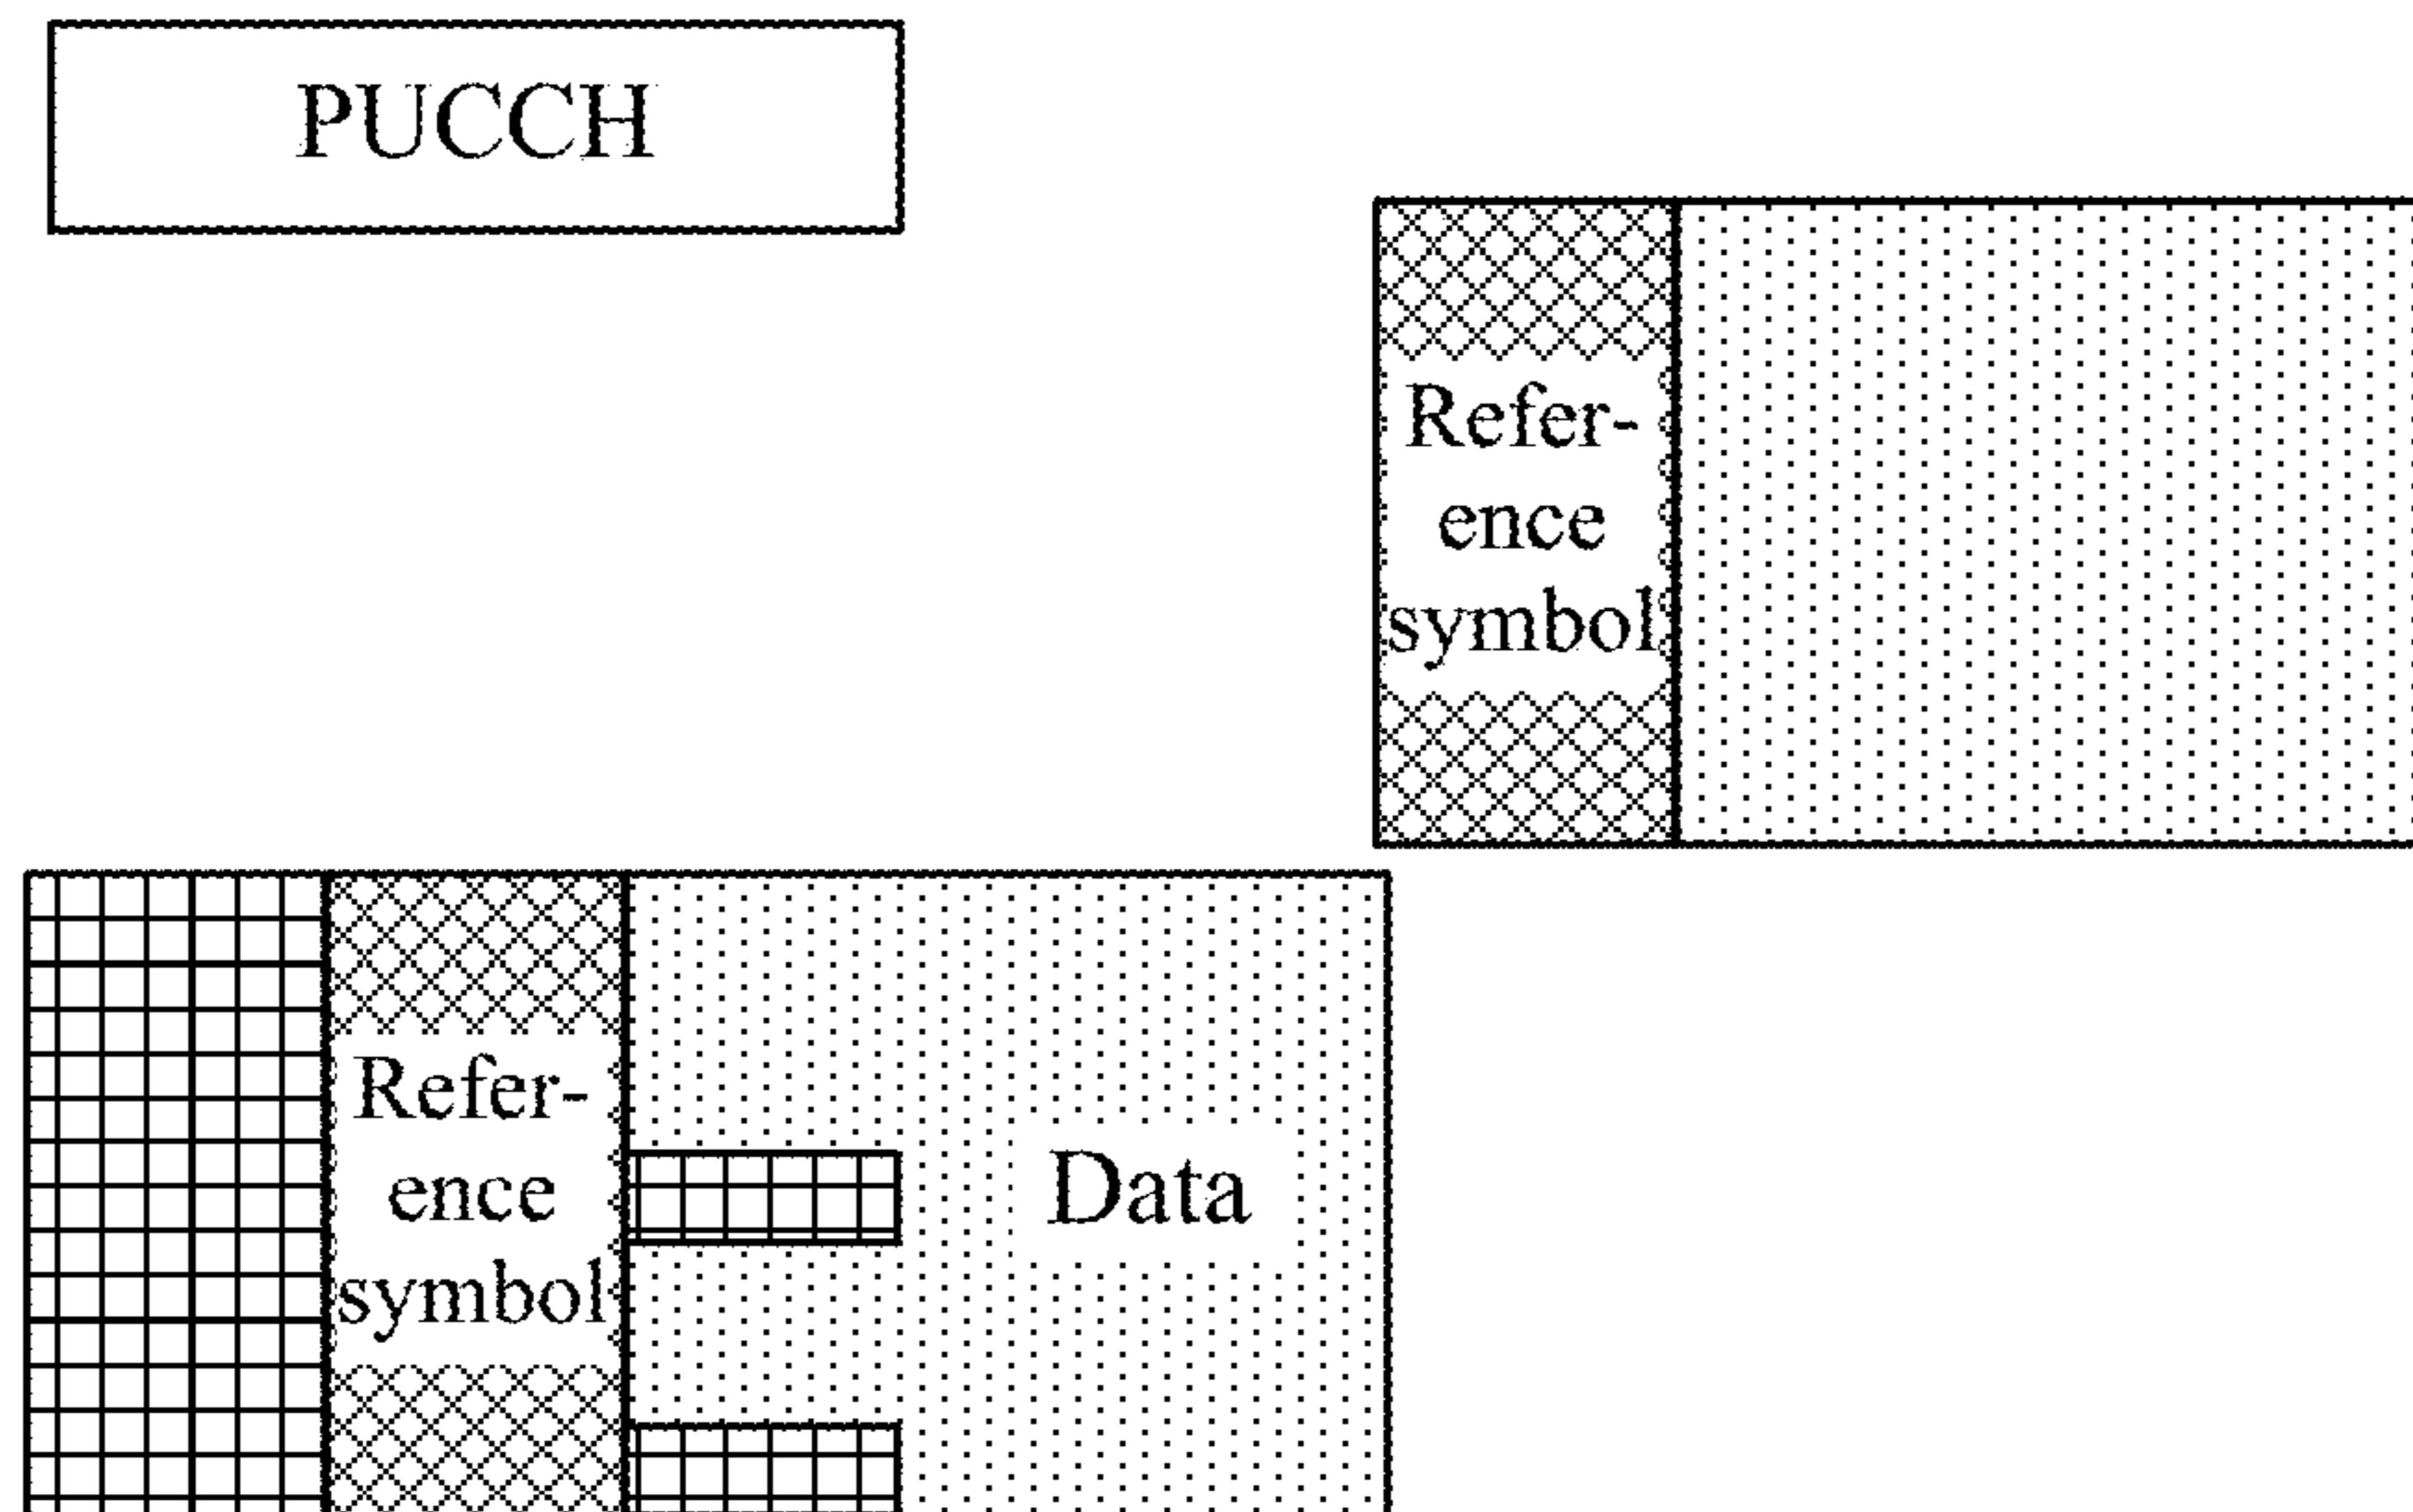 PUCCH
Refer-
ence
symbol
Refer-
ence
symbol
Data